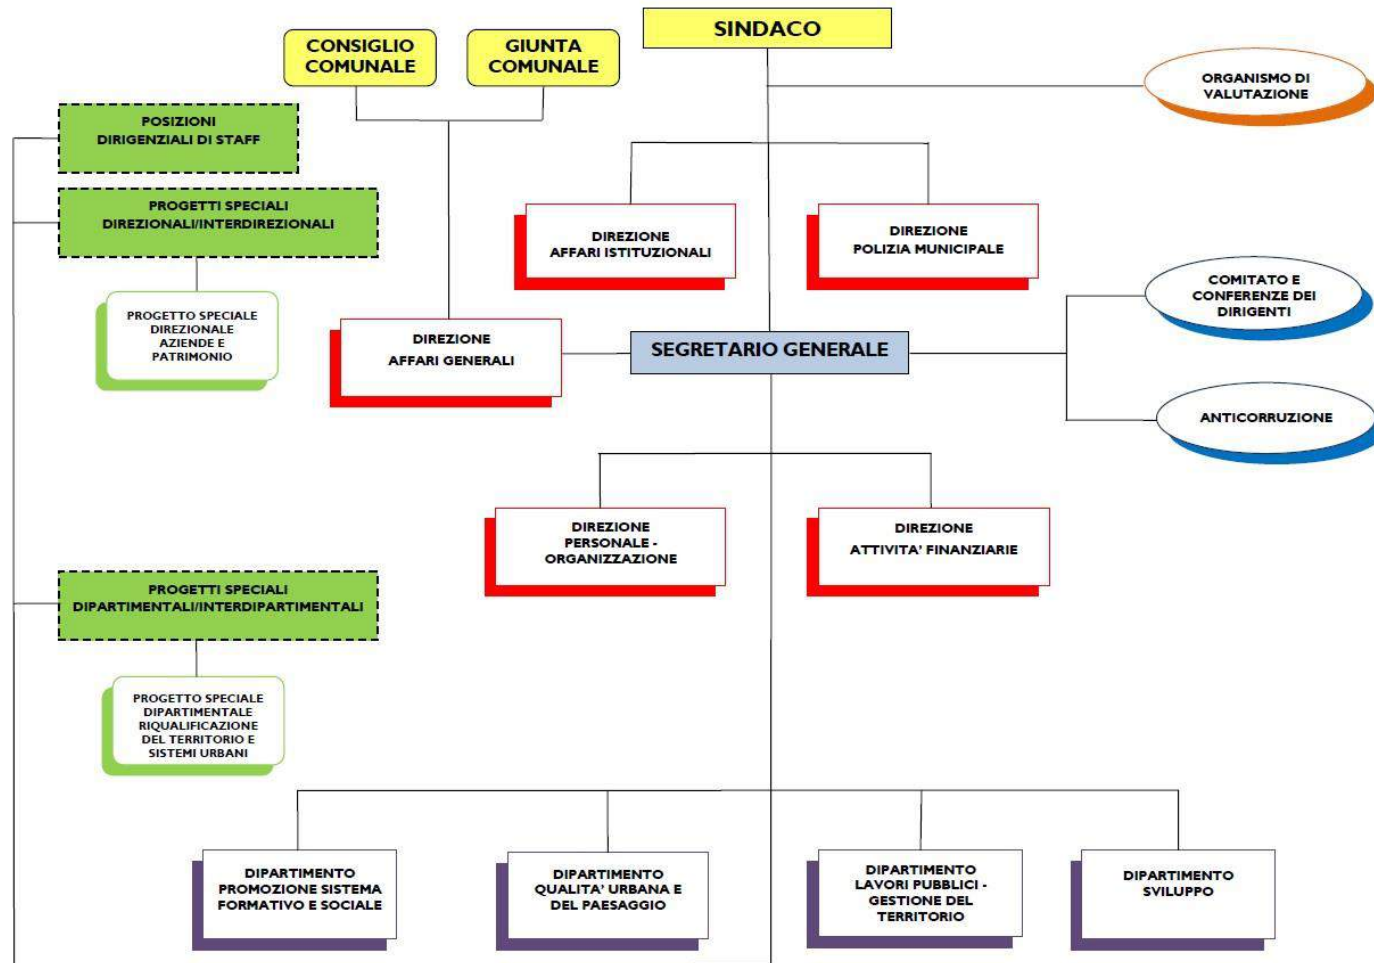 SINDACO
CONSIGLIO
COMUNALE
GIUNTA
COMUNALE
ORGANISMO DI
VALUTAZIONE
POSIZIONI
DIRIGENZIALI DI STAFF
PROGETTI SPECIALI
DIREZIONALI/INTERDIREZIONALI
DIREZIONE
AFFARI ISTITUZIONALI
DIREZIONE
POLIZIA MUNICIPALE
COMITATO E
CONFERENZE DEI
DIRIGENTI
PROGETTO SPECIALE
DIREZIONALE
AZIENDE E
PATRIMONIO
DIREZIONE
AFFARI GENERALI
SEGRETARIO GENERALE
ANTICORRUZIONE
DIREZIONE
PERSONALE -
ORGANIZZAZIONE
DIREZIONE
ATTIVITA' FINANZIARIE
PROGETTI SPECIALI
DIPARTIMENTALI/INTERDIPARTIMENTALI
PROGETTO SPECIALE
DIPARTIMENTALE
RIQUALIFICAZIONE
DEL TERRITORIO E
SISTEMI URBANI
DIPARTIMENTO
PROMOZIONE SISTEMA
FORMATIVO E SOCIALE
DIPARTIMENTO
QUALITA' URBANA E
DEL PAESAGGIO
DIPARTIMENTO
LAVORI PUBBLICI -
GESTIONE DEL
TERRITORIO
DIPARTIMENTO
SVILUPPO